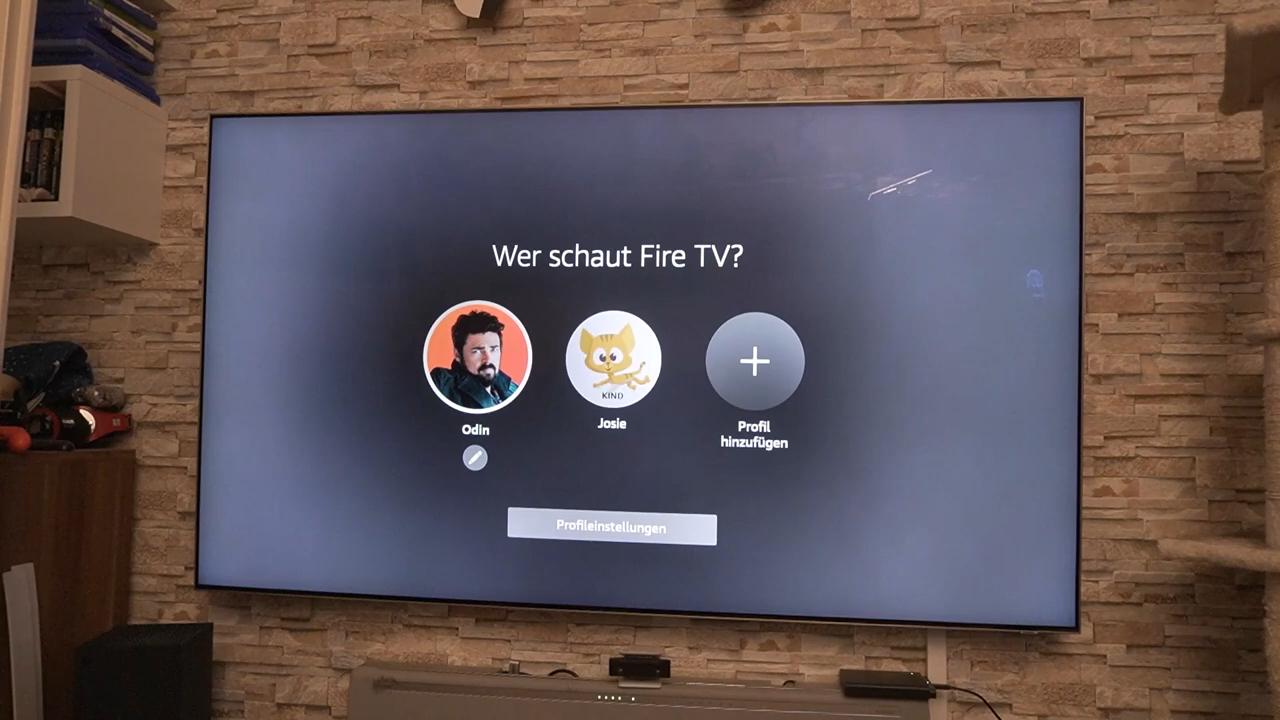 Wer schaut Fire TV?
KIND
Odin
Josie
Profil
hinzufügen
Profileinstellungen